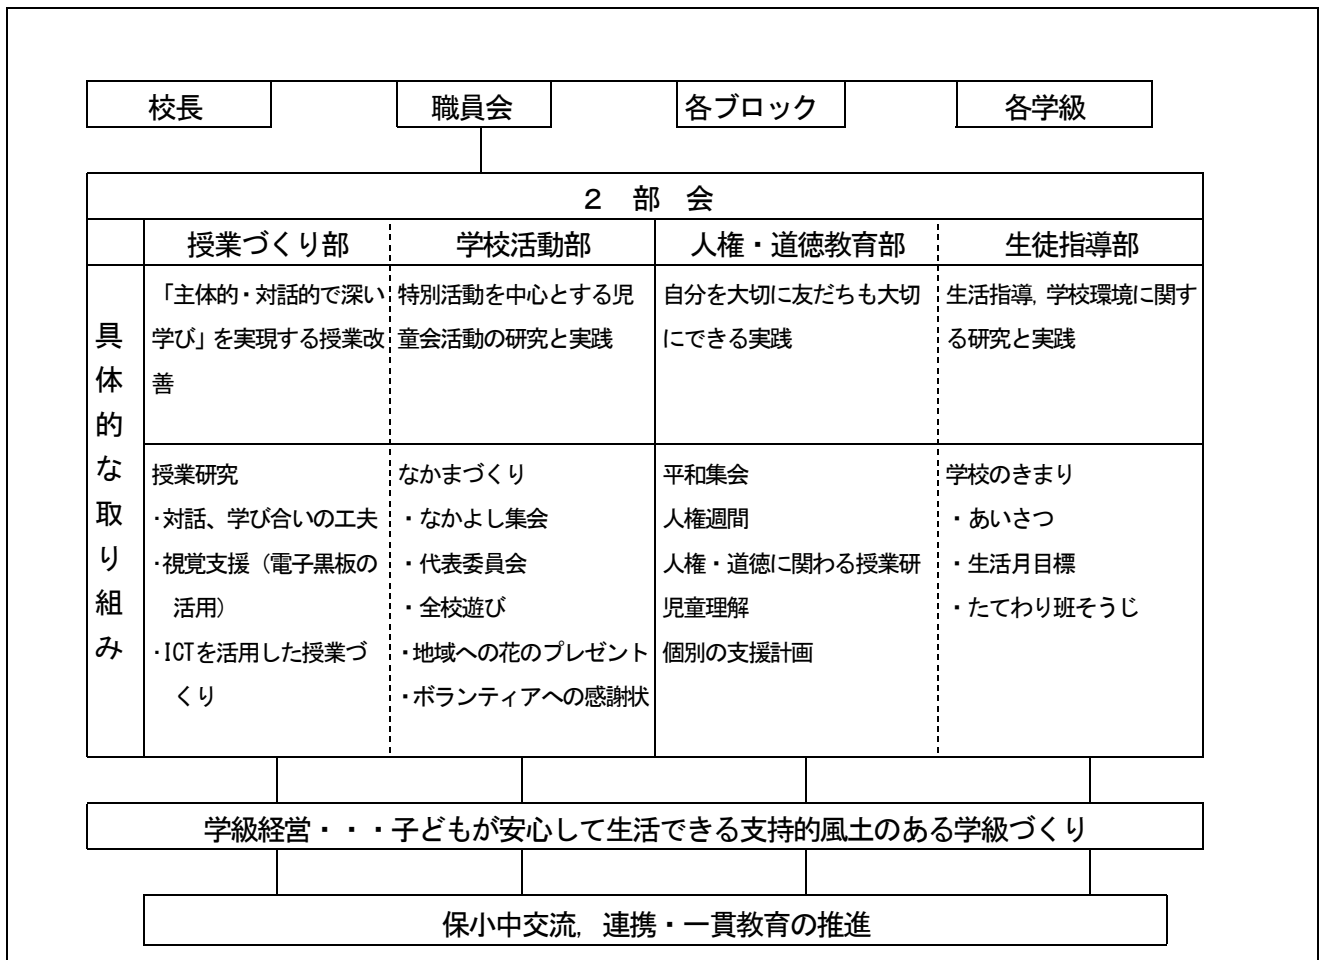 校長
職員会
各ブロック
各学級
２ 部 会
授業づくり部
学校活動部
人権・道徳教育部
生徒指導部
具体的な取り組み
「主体的・対話的で深い
学び」を実現する授業改
善
特別活動を中心とする児
童会活動の研究と実践
自分を大切に友だちも大切
にできる実践
生活指導,学校環境に関す
る研究と実践
授業研究
・対話、学び合いの工夫
・視覚支援（電子黒板の
活用）
・ICTを活用した授業づ
くり
なかまづくり
・なかよし集会
・代表委員会
・全校遊び
・地域への花のプレゼント
・ボランティアへの感謝状
平和集会
人権週間
人権・道徳に関わる授業研
児童理解
個別の支援計画
学校のきまり
・あいさつ
・生活月目標
・たてわり班そうじ
学級経営・・・子どもが安心して生活できる支持的風土のある学級づくり
保小中交流,連携・一貫教育の推進